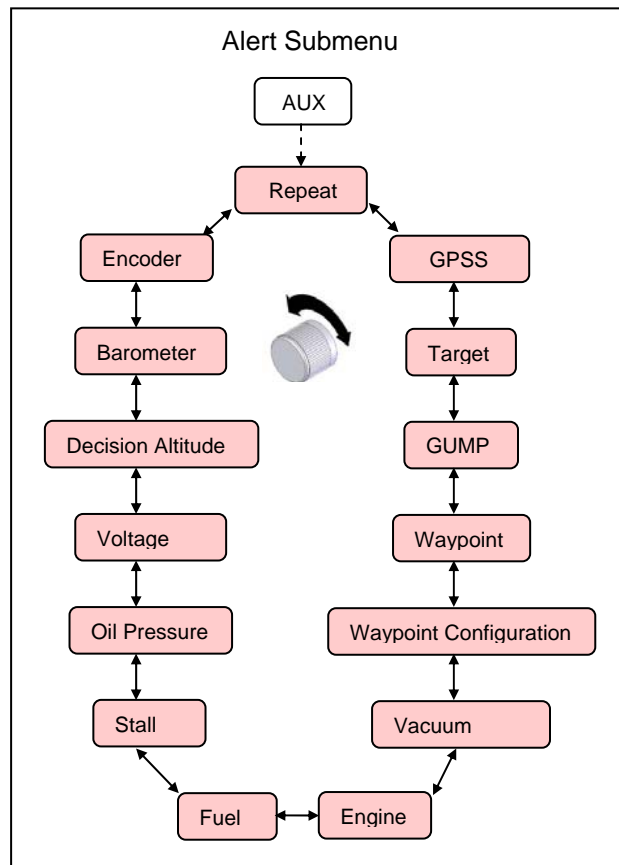 Alert Submenu
AUX
Repeat
Encoder
GPSS
Barometer
Target
Decision Altitude
GUMP
Voltage
Waypoint
Oil Pressure
Waypoint Configuration
Stall
Vacuum
Fuel
Engine